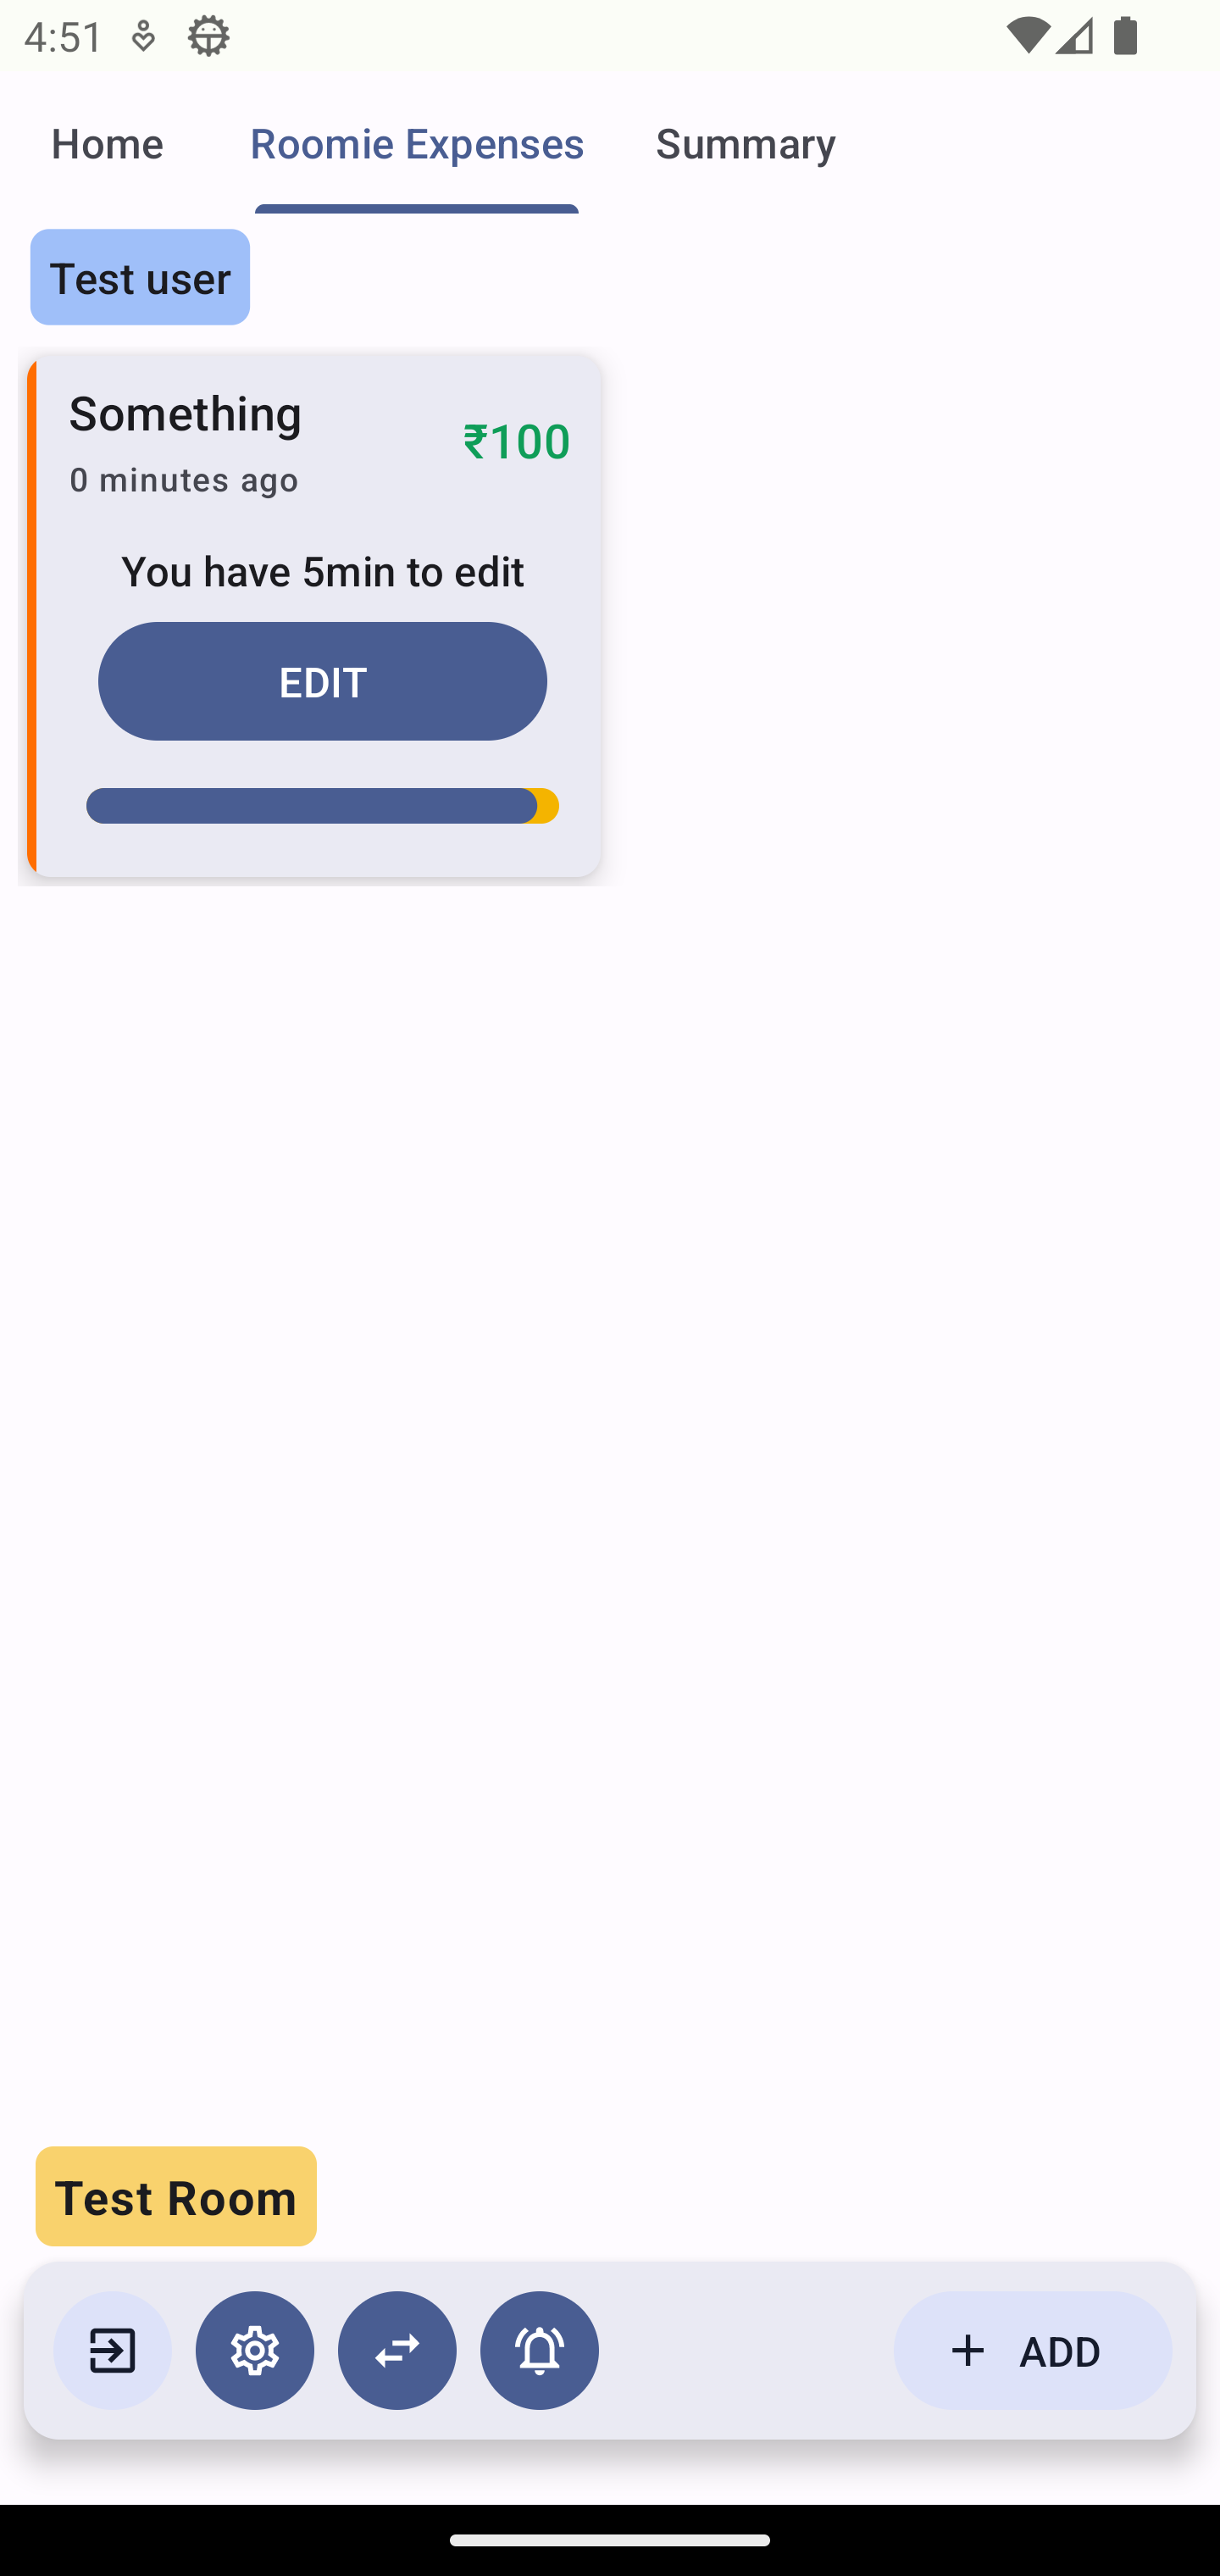 4:51
Home Roomie Expenses Summary
Test user
Something
₹100
0 minutes ago
You have 5min to edit
EDIT
Test Room
+ ADD